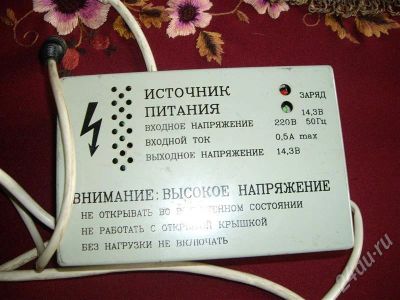 ИСТОЧНИК
ПИТАНИЯ
ЗАРЯД
14,3В
ВХОДНОЕ НАПРЯЖЕНИЕ 220В 50Гц
ВХОДНОЙ ТОК 0,5А max
ВЫХОДНОЕ НАПРЯЖЕНИЕ 14,3В
ВНИМАНИЕ: ВЫСОКОЕ НАПРЯЖЕНИЕ
НЕ ОТКРЫВАТЬ ВО СОСТОЯНИИ
НЕ РАБОТАТЬ С ОТКРЫТОЙ КРЫШКОЙ
БЕЗ НАГРУЗКИ НЕ ВКЛЮЧАТЬ